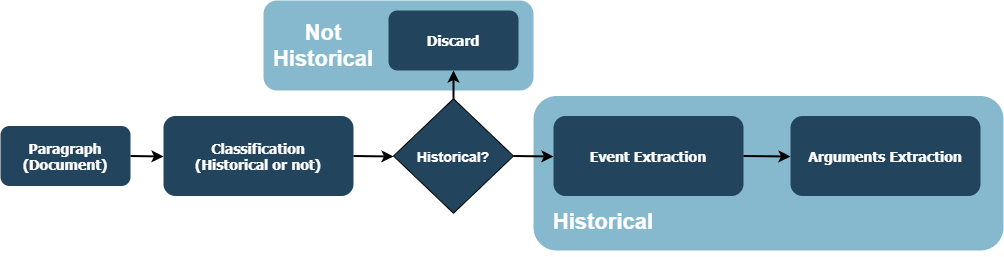 Not
Historical
Discard
Paragraph
(Document)
Classification
(Historical or not)
Historical?
Event Extraction
Arguments Extraction
Historical